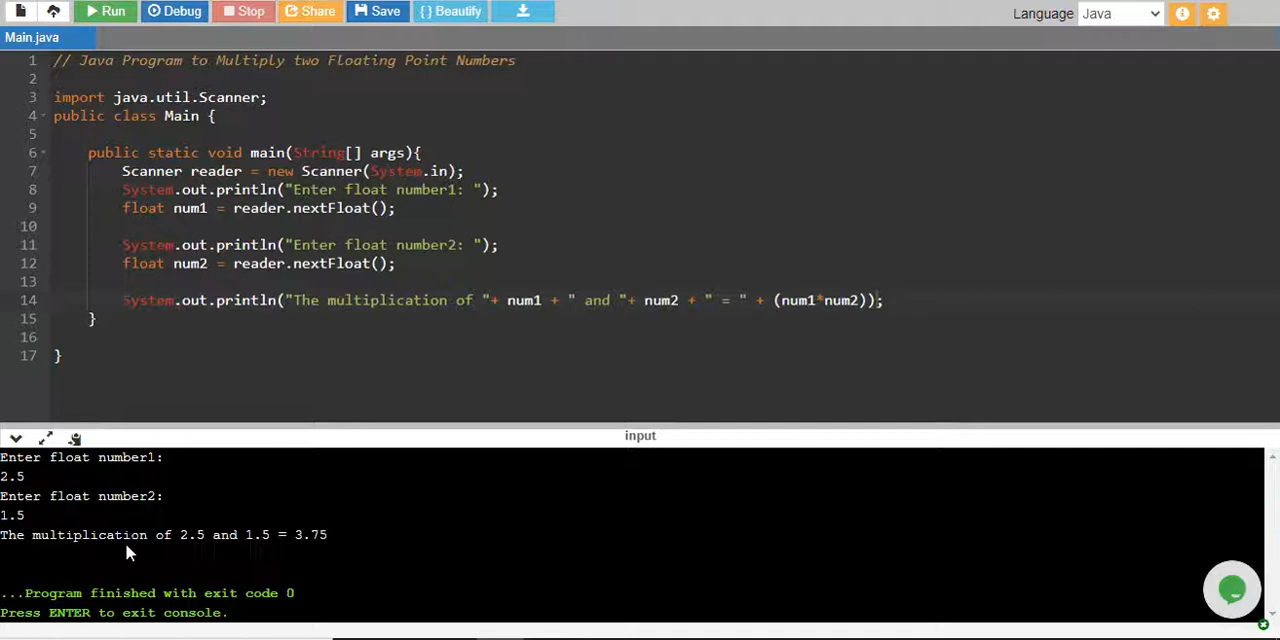 Run Debug Stop Share Save { } Beautify Language Java
Main.java
1 // Java Program to Multiply two Floating Point Numbers
2
3 import java.util.Scanner;
4 public class Main {
5
6 public static void main(String[] args){
7 Scanner reader = new Scanner(System.in);
8 System.out.println("Enter float number1: ");
9 float num1 = reader.nextFloat();
10
11 System.out.println("Enter float number2: ");
12 float num2 = reader.nextFloat();
13
14 System.out.println("The multiplication of "+ num1 + " and "+ num2 + " = " + (num1*num2));
15 }
16
17 }
input
Enter float number1:
2.5
Enter float number2:
1.5
The multiplication of 2.5 and 1.5 = 3.75
...Program finished with exit code 0
Press ENTER to exit console.